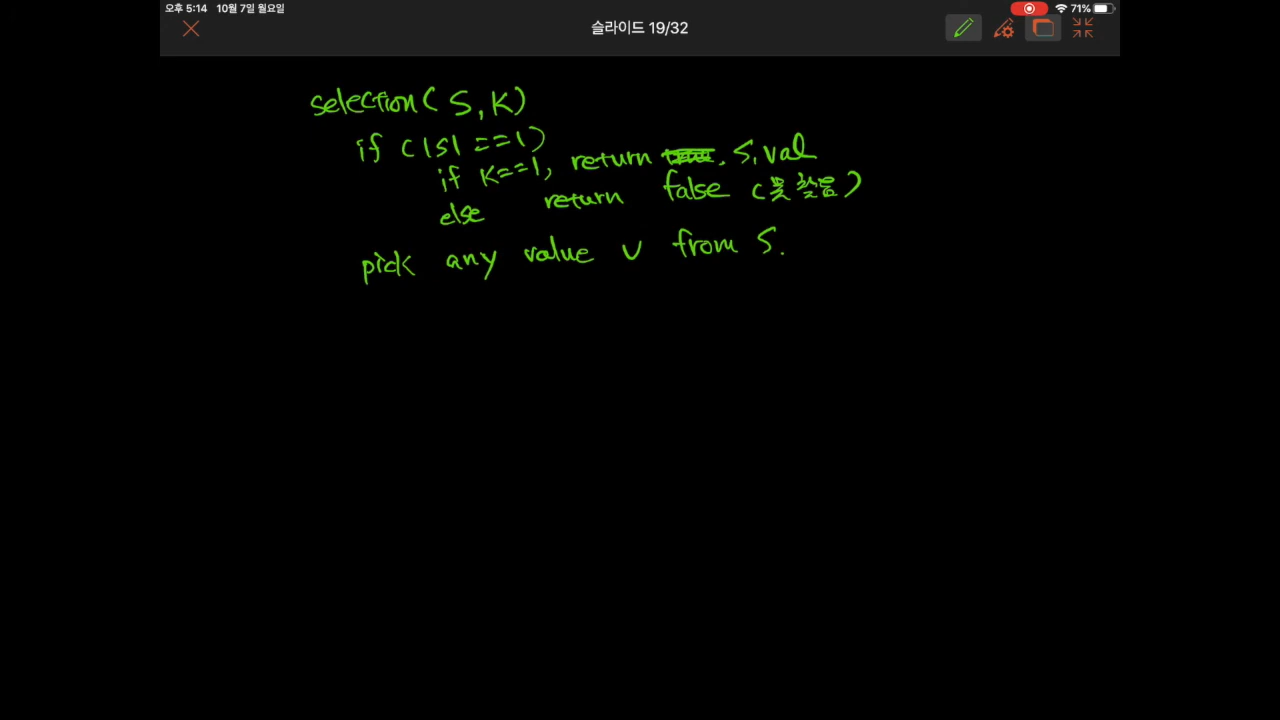 오후 5:14 10월 7일 월요일
71%
슬라이드 19/32
selection( S, K)
if ( |S| == 1)
if K==1, return S.val
else return false (못 찾음)
pick any value v from S.